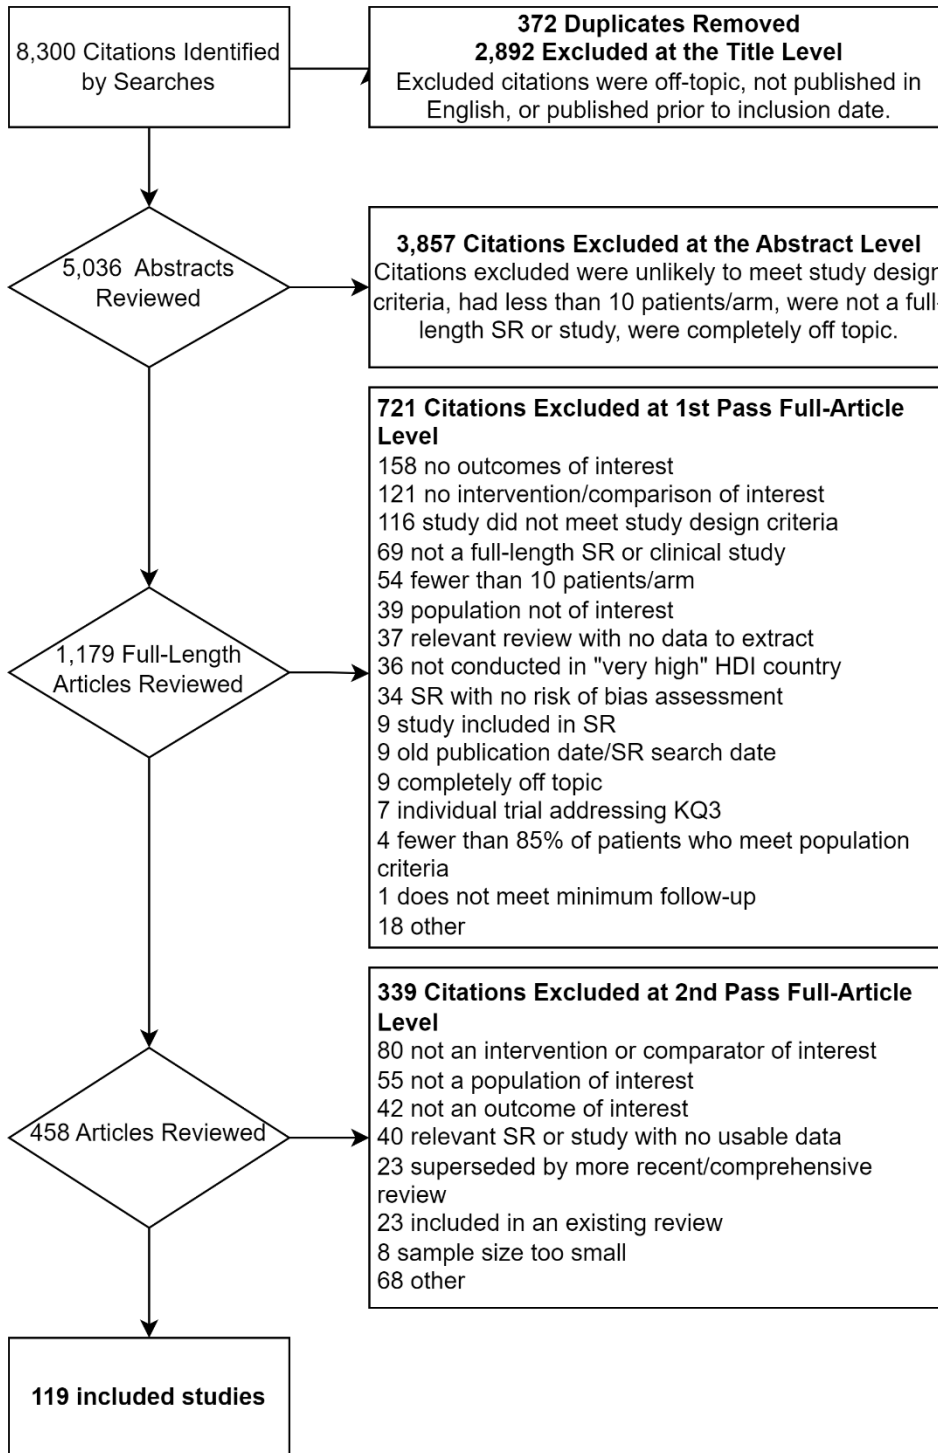 8,300 Citations Identified
by Searches
372 Duplicates Removed
2,892 Excluded at the Title Level
Excluded citations were off-topic, not published in
English, or published prior to inclusion date.
5,036 Abstracts
Reviewed
3,857 Citations Excluded at the Abstract Level
Citations excluded were unlikely to meet study design
criteria, had less than 10 patients/arm, were not a full-
length SR or study, were completely off topic.
1,179 Full-Length
Articles Reviewed
721 Citations Excluded at 1st Pass Full-Article
Level
158 no outcomes of interest
121 no intervention/comparison of interest
116 study did not meet study design criteria
69 not a full-length SR or clinical study
54 fewer than 10 patients/arm
39 population not of interest
37 relevant review with no data to extract
36 not conducted in "very high" HDI country
34 SR with no risk of bias assessment
9 study included in SR
9 old publication date/SR search date
9 completely off topic
7 individual trial addressing KQ3
4 fewer than 85% of patients who meet population
criteria
1 does not meet minimum follow-up
18 other
458 Articles Reviewed
339 Citations Excluded at 2nd Pass Full-Article
Level
80 not an intervention or comparator of interest
55 not a population of interest
42 not an outcome of interest
40 relevant SR or study with no usable data
23 superseded by more recent/comprehensive
review
23 included in an existing review
8 sample size too small
68 other
119 included studies